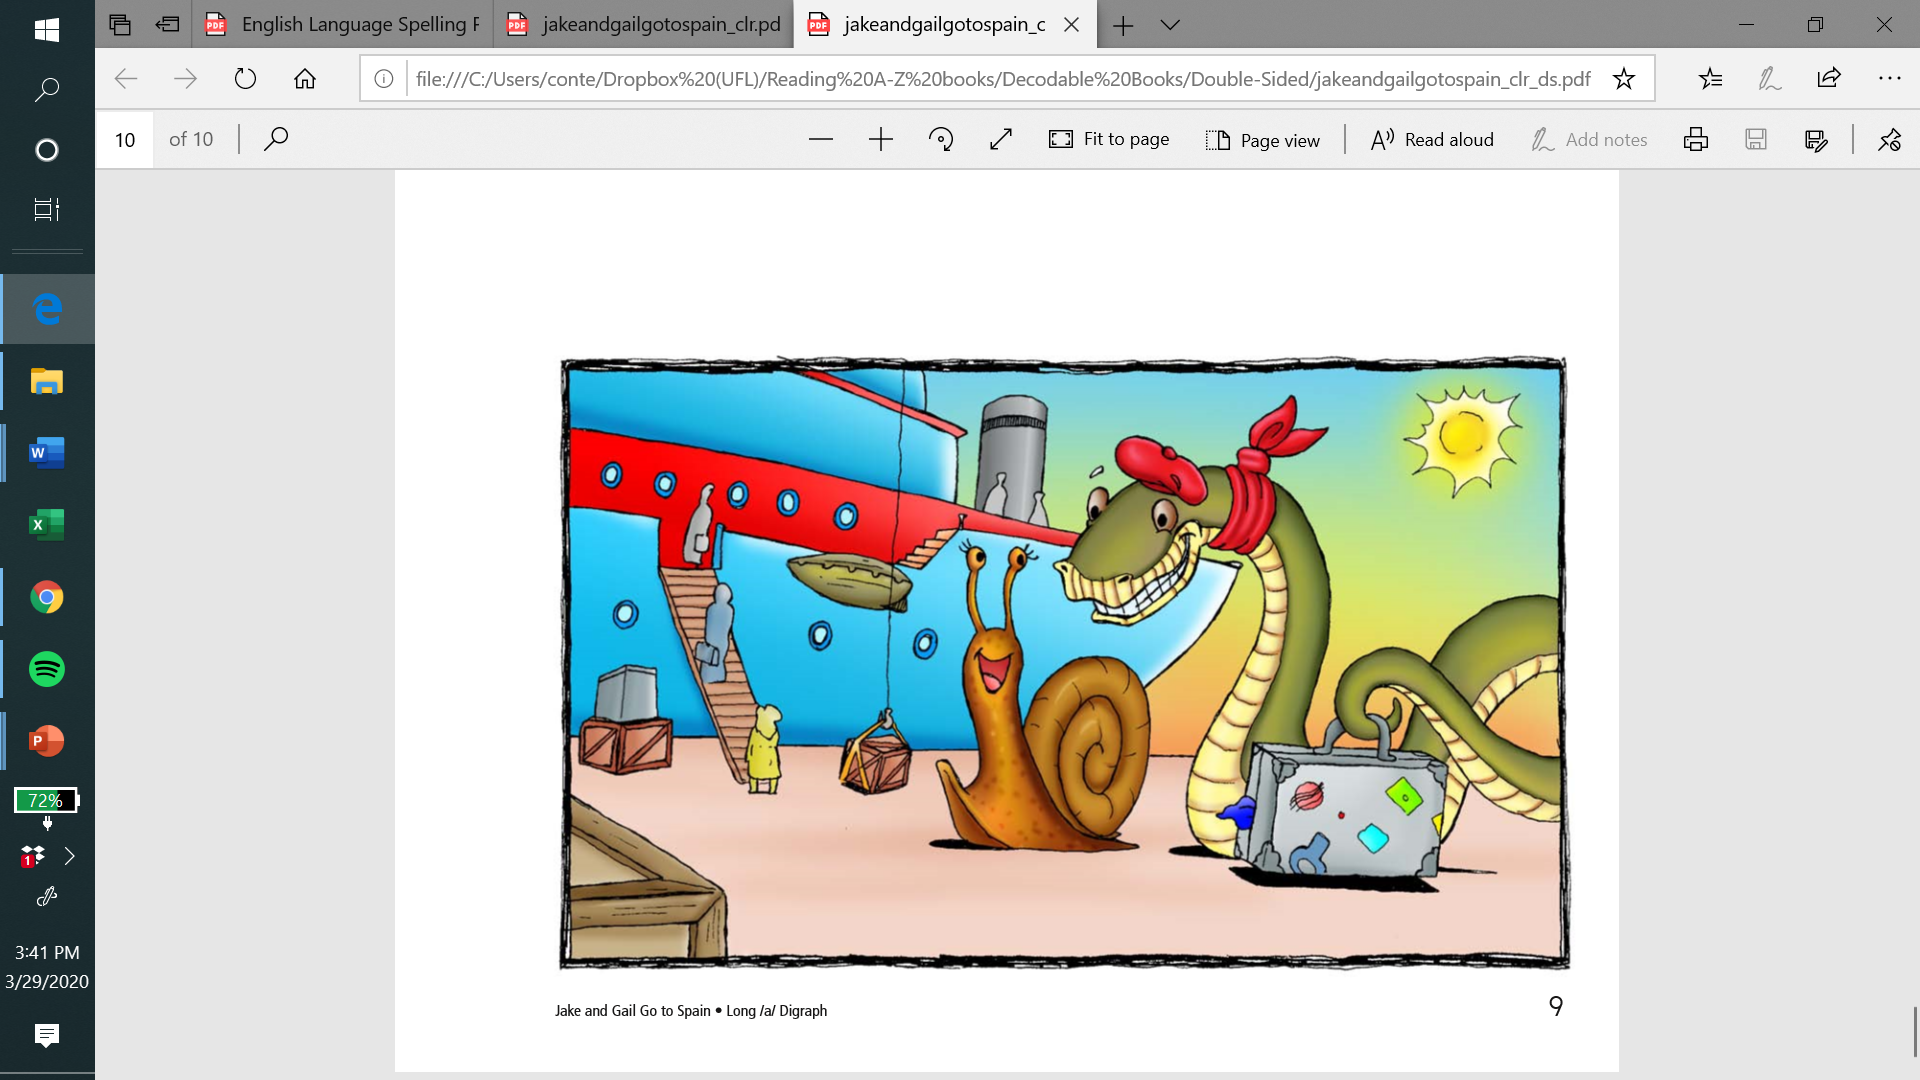 English Language Spelling
jakeandgailgotospain_clr.pd
jakeandgailgotospain_c
file:///C:/Users/conte/Dropbox%20(UFL)/Reading%20A-Z%20books/Decodable%20Books/Double-Sided/jakeandgailgotospain_clr_ds.pdf
10 of 10 Fit to page Page view Read aloud Add notes
72%
1
3:41 PM
3/29/2020
Jake and Gail Go to Spain • Long /a/ Digraph
9